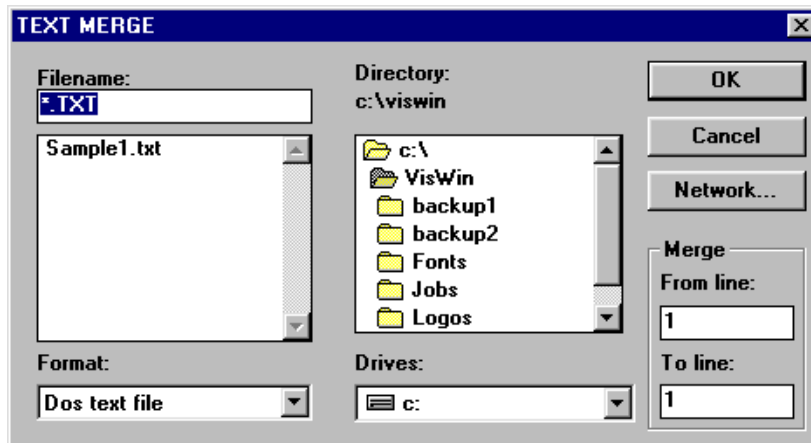 TEXT MERGE
Filename:
*.TXT
Sample1.txt
Format:
Dos text file
Directory:
c:\viswin
c:\
VisWin
backup1
backup2
Fonts
Jobs
Logos
Drives:
c:
OK
Cancel
Network...
Merge
From line:
1
To line:
1